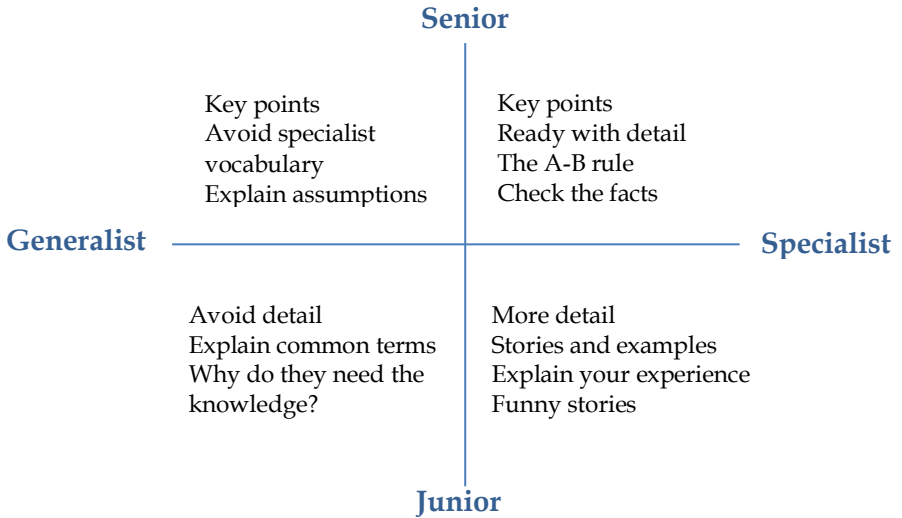 Senior
Key points
Avoid specialist
vocabulary
Explain assumptions
Key points
Ready with detail
The A-B rule
Check the facts
Generalist
Specialist
Avoid detail
Explain common terms
Why do they need the
knowledge?
More detail
Stories and examples
Explain your experience
Funny stories
Junior